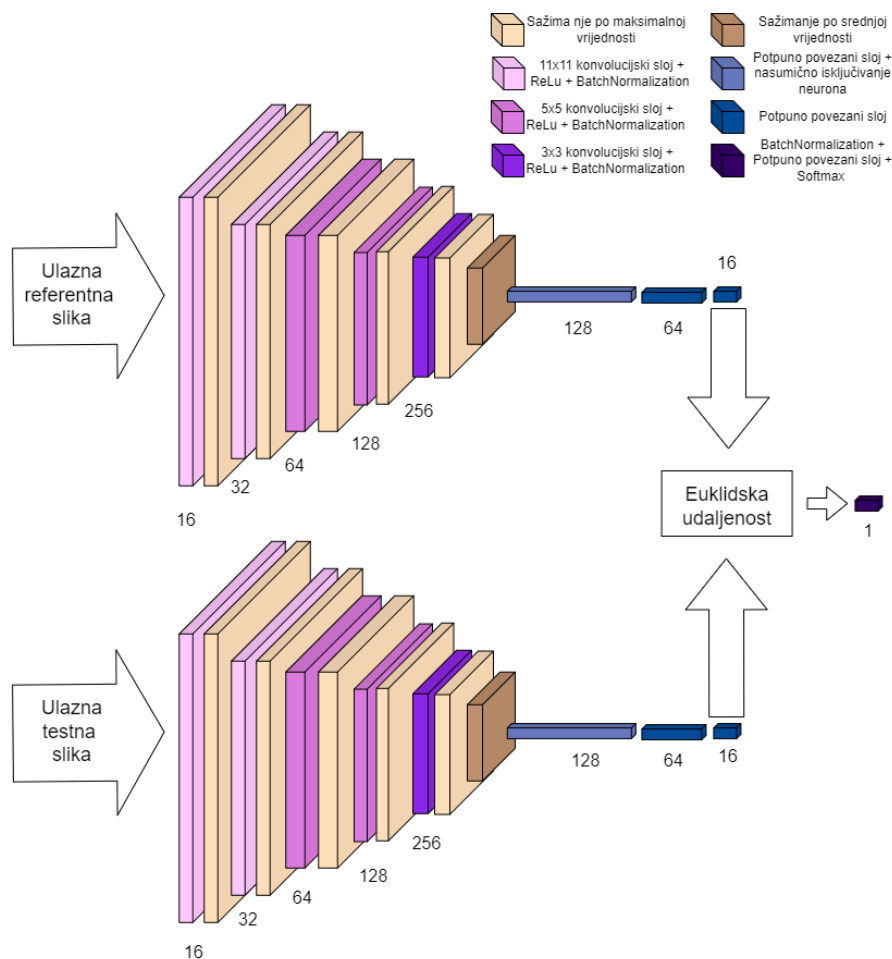 Sažima nje po maksimalnoj
vrijednosti
11x11 konvolucijski sloj +
ReLu + BatchNormalization
5x5 konvolucijski sloj +
ReLu + BatchNormalization
3x3 konvolucijski sloj +
ReLu + BatchNormalization
Sažimanje po srednjoj
vrijednosti
Potpuno povezani sloj +
nasumično isključivanje
neurona
Potpuno povezani sloj
BatchNormalization +
Potpuno povezani sloj +
Softmax
Ulazna
referentna
slika
16
32
64
128
256
128
64
16
Euklidska
udaljenost
1
Ulazna
testna
slika
16
32
64
128
256
128
64
16